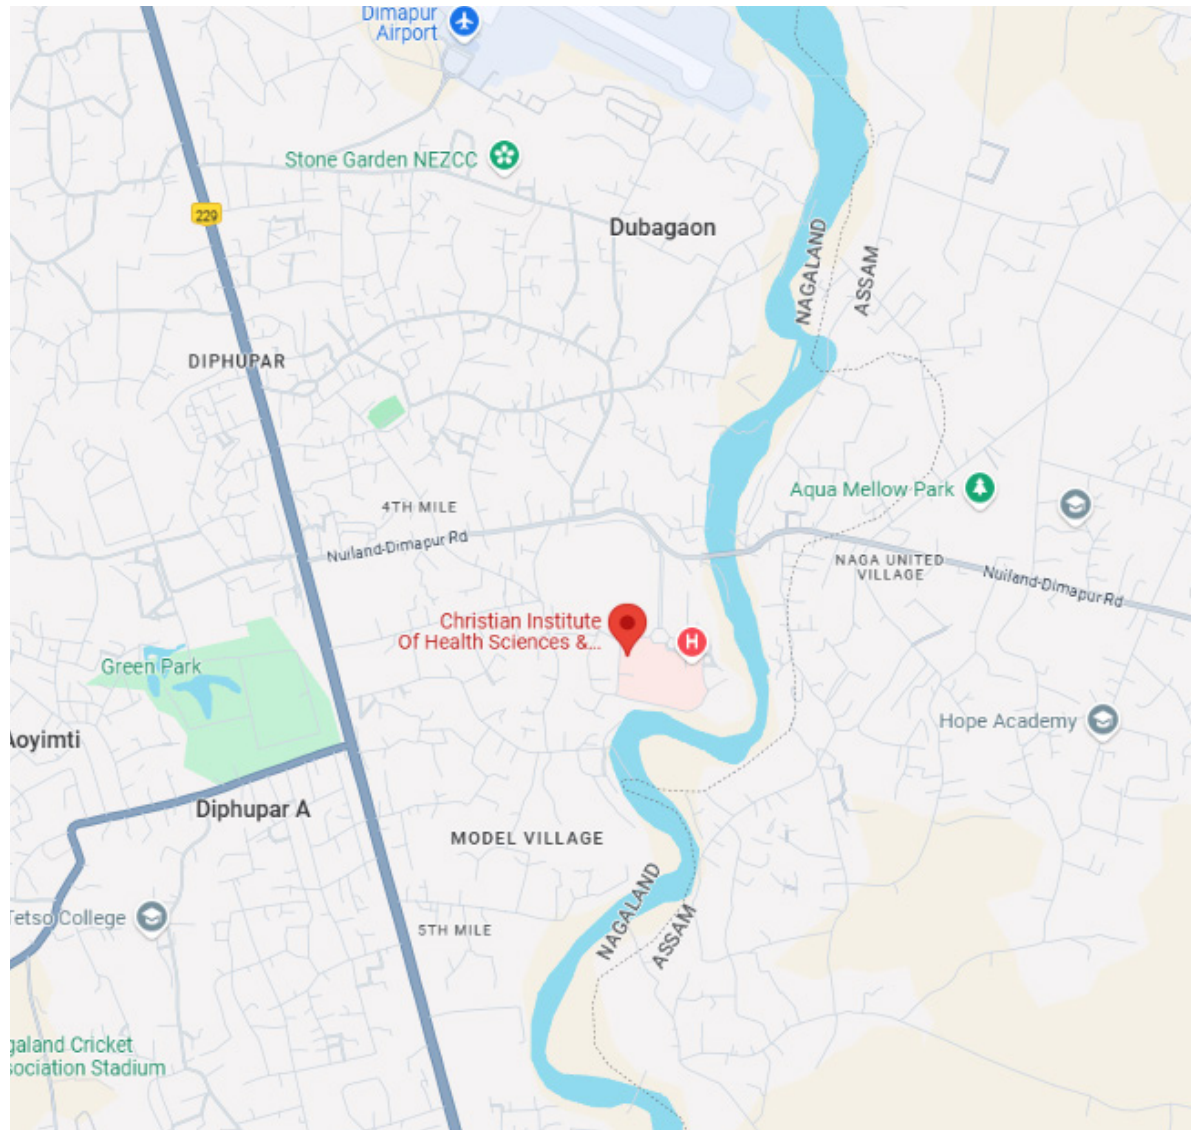 Dimapur
Airport
Stone Garden NEZCC
229
Dubagaon
NAGALAND
ASSAM
DIPHUPAR
Aqua Mellow Park
4TH MILE
Nuiland-Dimapur Rd
NAGA UNITED
VILLAGE
Nuiland-Dimapur Rd
Christian Institute
Of Health Sciences &...
H
Green Park
Hope Academy
Aoyimti
Diphupar A
MODEL VILLAGE
Tetso College
5TH MILE
NAGALAND
ASSAM
galand Cricket
sociation Stadium